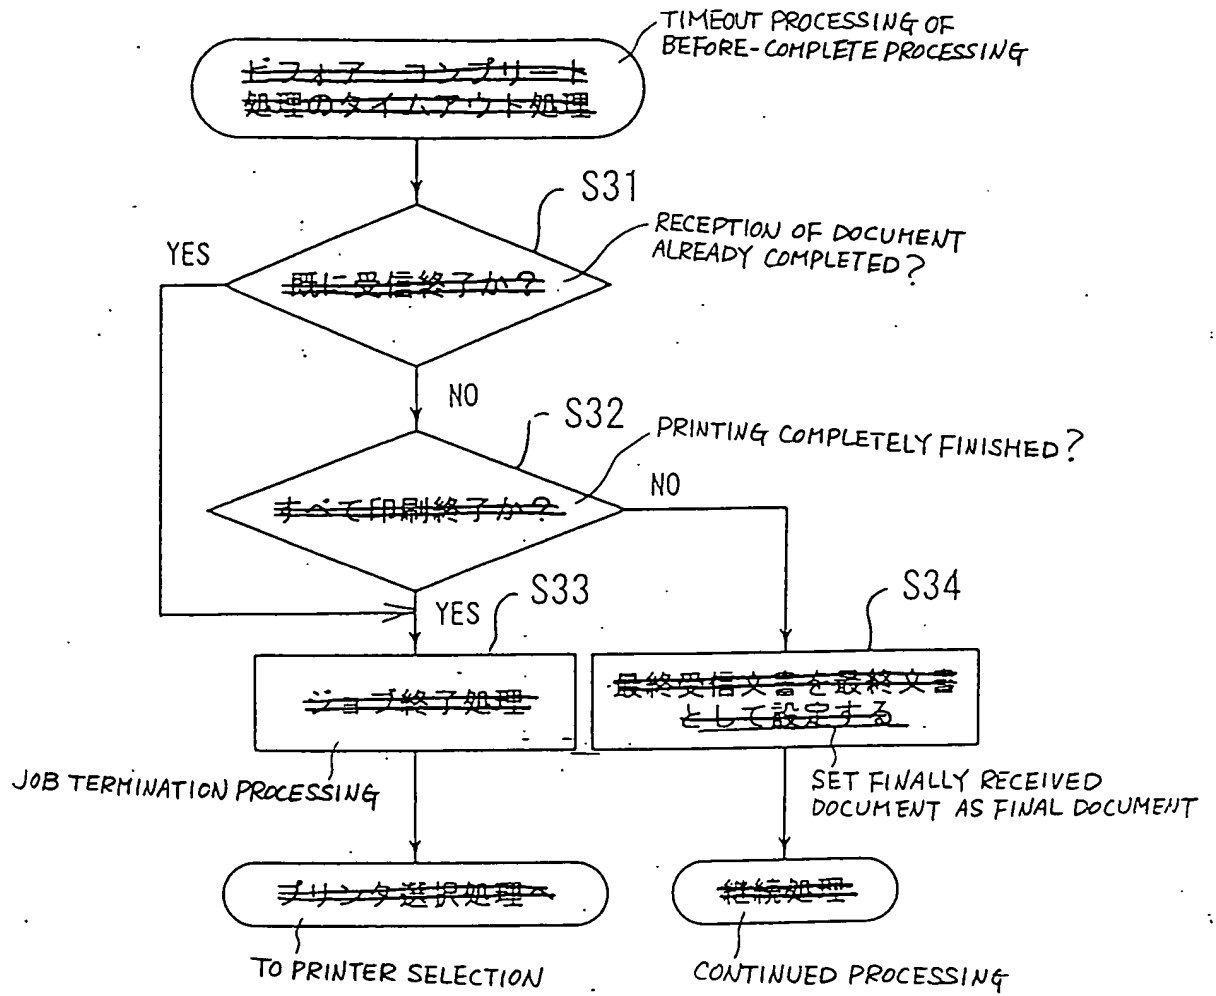 TIMEOUT PROCESSING OF
BEFORE-COMPLETE PROCESSING
ビフォアーコンプリート
処理のタイムアウト処理
S31
RECEPTION OF DOCUMENT
ALREADY COMPLETED?
YES
既に受信終了か?
NO
S32
PRINTING COMPLETELY FINISHED?
NO
すべて印刷終了か?
S33
S34
YES
ジョブ終了処理
最終受信文書を最終文書
として設定する
JOB TERMINATION PROCESSING
SET FINALLY RECEIVED
DOCUMENT AS FINAL DOCUMENT
プリンタ選択処理へ
継続処理
TO PRINTER SELECTION
CONTINUED PROCESSING